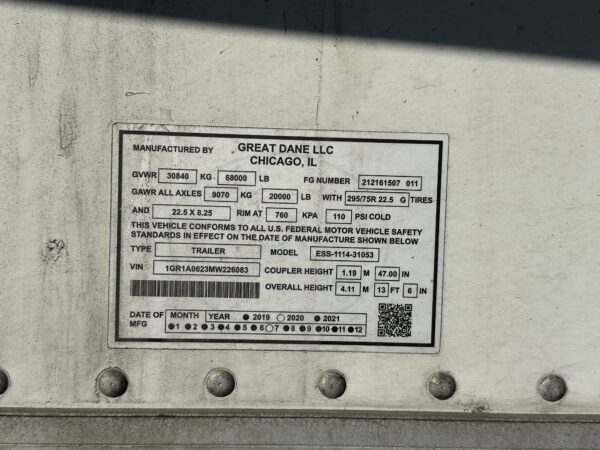 MANUFACTURED BY GREAT DANE LLC
CHICAGO, IL
GVWR 30840 KG - 68000 LB FG NUMBER 212161507 011
GAWR ALL AXLES 9070 KG 20000 LB WITH 295/75R 22.5 G TIRES
AND 22.5 X 8.25 RIM AT 760 KPA 110 PSI COLD
THIS VEHICLE CONFORMS TO ALL U.S. FEDERAL MOTOR VEHICLE SAFETY
STANDARDS IN EFFECT ON THE DATE OF MANUFACTURE SHOWN BELOW
TYPE TRAILER MODEL ESS-1114-31053
VIN 1GR1A0623MW226083 COUPLER HEIGHT 1.19 M 47.00 IN
OVERALL HEIGHT 4.11 M 13 FT 6 IN
DATE OF MFG MONTH YEAR ● 2019 ○ 2020 ● 2021
●1 ●2 ●3 ●4 ●5 ●6 ○7 ●8 ●9 ●10 ●11 ●12